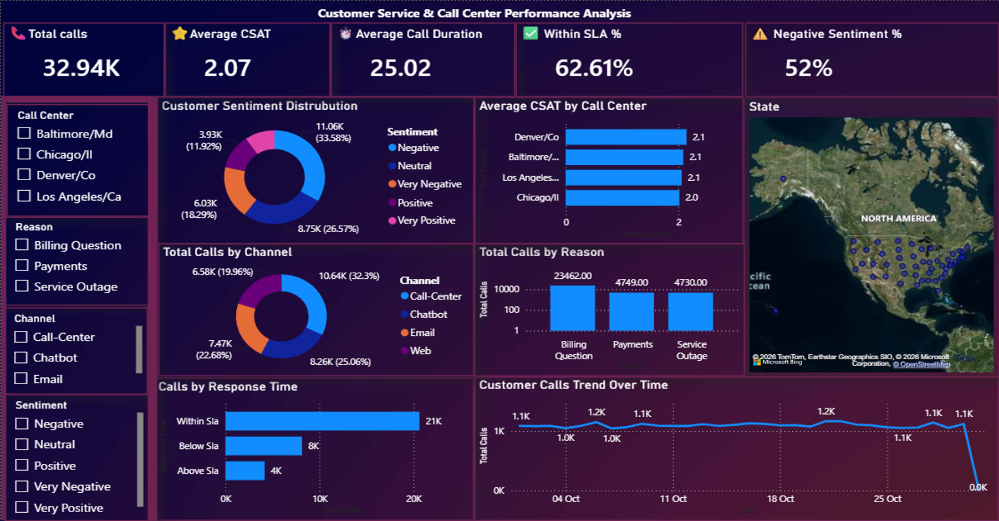 Customer Service & Call Center Performance Analysis
Total calls
32.94K
Average CSAT
2.07
Average Call Duration
25.02
Within SLA %
62.61%
Negative Sentiment %
52%
Call Center
Baltimore/Md
Chicago/Il
Denver/Co
Los Angeles/Ca
Reason
Billing Question
Payments
Service Outage
Channel
Call-Center
Chatbot
Email
Sentiment
Negative
Neutral
Positive
Very Negative
Very Positive
Customer Sentiment Distrubution
11.06K
(33.58%)
3.93K
(11.92%)
6.03K
(18.29%)
8.75K (26.57%)
Sentiment
Negative
Neutral
Very Negative
Positive
Very Positive
Average CSAT by Call Center
Call Center
Denver/Co
2.1
Baltimore/...
2.1
Los Angeles...
2.1
Chicago/Il
2.0
0
2
Average CSAT
State
NORTH AMERICA
cific
cean
© 2026 TomTom, Earthstar Geographics SIO, © 2026 Microsoft
Corporation, © OpenStreetMap
Terms
Microsoft Bing
Total Calls by Channel
6.58K (19.96%)
10.64K (32.3%)
7.47K
(22.68%)
8.26K (25.06%)
Channel
Call-Center
Chatbot
Email
Web
Total Calls by Reason
Total Calls
10000
100
1
23462.00
4749.00
4730.00
Billing
Question
Payments
Service
Outage
Calls by Response Time
Response Time
Within Sla
21K
Below Sla
8K
Above Sla
4K
0K
10K
20K
Total Calls
Customer Calls Trend Over Time
Total Calls
1K
0K
1.1K
1.0K
1.2K
1.0K
1.1K
1.2K
1.1K
1.1K
1.1K
0.0K
04 Oct
11 Oct
18 Oct
25 Oct